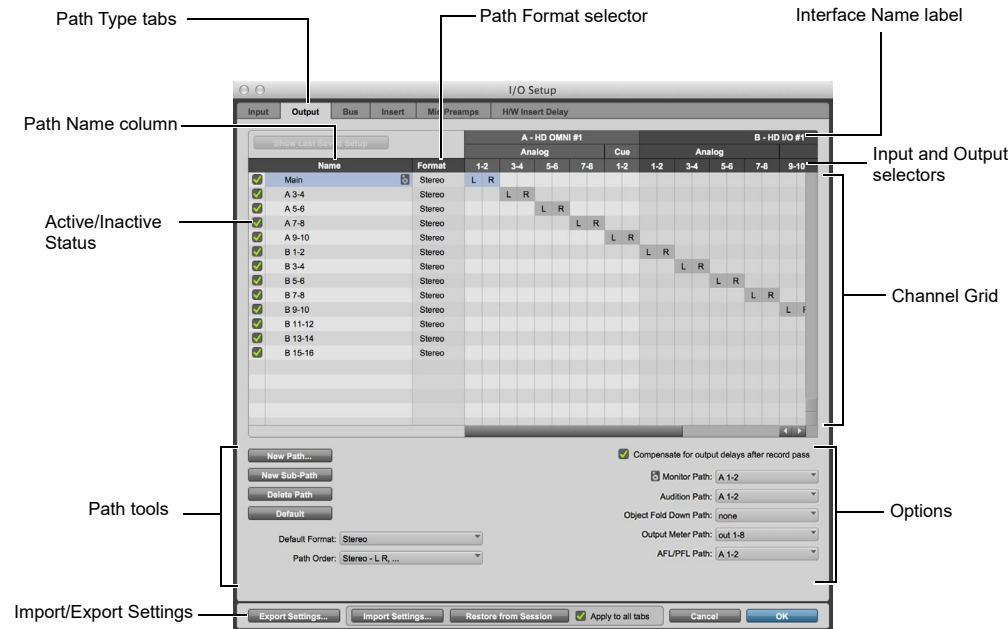 Path Type tabs
Path Format selector
Interface Name label
I/O Setup
Input Output Bus Insert Mic Preamps H/W Insert Delay
Path Name column
Show Last Saved Setup
A - HD OMNI #1 B - HD I/O #1
Analog Cue Analog
Name Format 1-2 3-4 5-6 7-8 1-2 1-2 3-4 5-6 7-8 9-10
Input and Output
selectors
Main Stereo L R
A 3-4 Stereo L R
A 5-6 Stereo L R
A 7-8 Stereo L R
A 9-10 Stereo L R
B 1-2 Stereo L R
B 3-4 Stereo L R
B 5-6 Stereo L R
B 7-8 Stereo L R
B 9-10 Stereo L R
B 11-12 Stereo
B 13-14 Stereo
B 15-16 Stereo
Active/Inactive
Status
Channel Grid
New Path...
New Sub-Path
Delete Path
Default
Default Format: Stereo
Path Order: Stereo - L R, ...
Path tools
Compensate for output delays after record pass
Monitor Path: A 1-2
Audition Path: A 1-2
Object Fold Down Path: none
Output Meter Path: out 1-8
AFL/PFL Path: A 1-2
Options
Import/Export Settings
Export Settings... Import Settings... Restore from Session Apply to all tabs Cancel OK